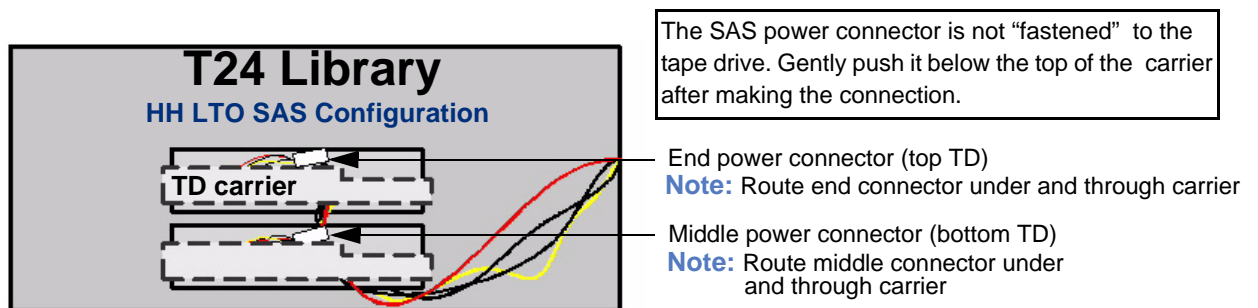 The SAS power connector is not “fastened” to the
tape drive. Gently push it below the top of the carrier
after making the connection.
T24 Library
HH LTO SAS Configuration
TD carrier
End power connector (top TD)
Note: Route end connector under and through carrier
Middle power connector (bottom TD)
Note: Route middle connector under
and through carrier